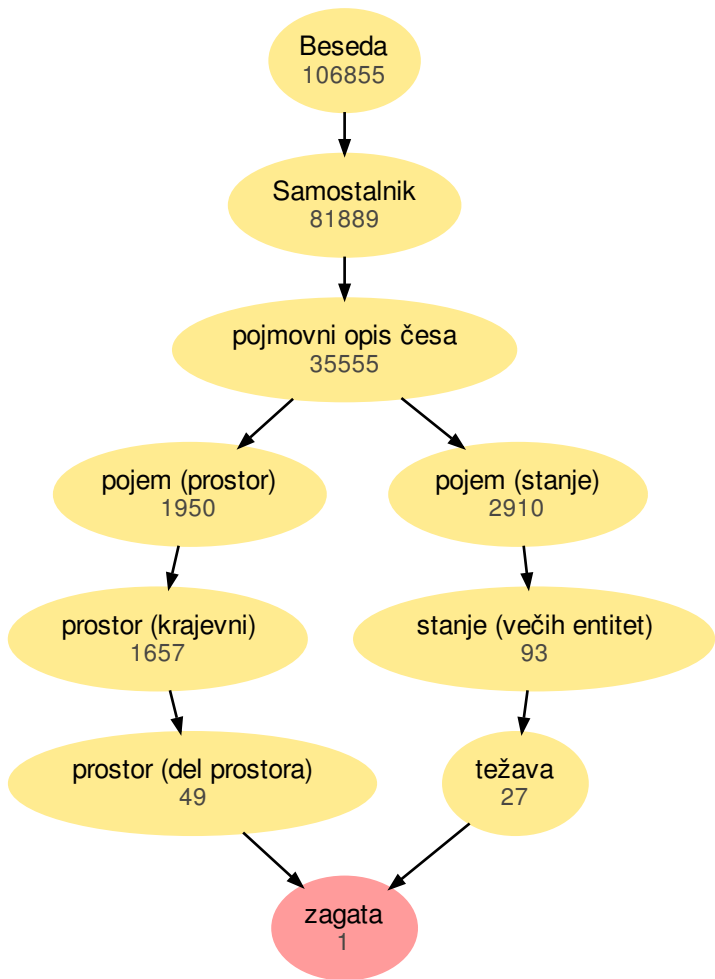 Beseda
106855
Samostalnik
81889
pojmovni opis česa
35555
pojem (prostor)
1950
pojem (stanje)
2910
prostor (krajevni)
1657
stanje (večih entitet)
93
prostor (del prostora)
49
težava
27
zagata
1